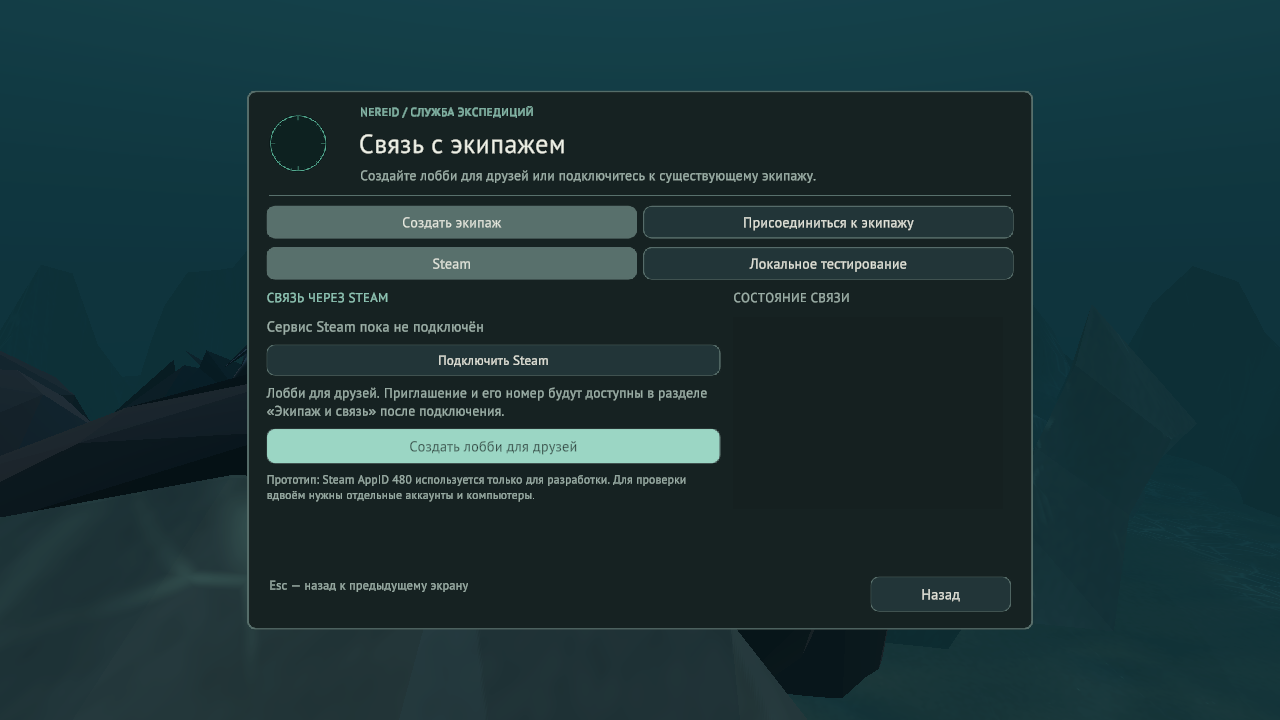 NEREID / СЛУЖБА ЭКСПЕДИЦИЙ
Связь с экипажем
Создайте лобби для друзей или подключитесь к существующему экипажу.
Создать экипаж
Присоединиться к экипажу
Steam
Локальное тестирование
СВЯЗЬ ЧЕРЕЗ STEAM
СОСТОЯНИЕ СВЯЗИ
Сервис Steam пока не подключён
Подключить Steam
Лобби для друзей. Приглашение и его номер будут доступны в разделе
«Экипаж и связь» после подключения.
Создать лобби для друзей
Прототип: Steam AppID 480 используется только для разработки. Для проверки
вдвоём нужны отдельные аккаунты и компьютеры.
Esc — назад к предыдущему экрану
Назад